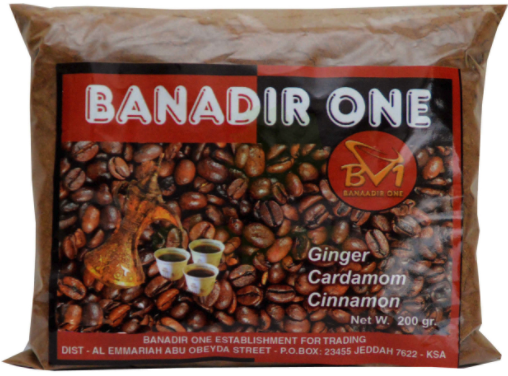 BANADIR ONE
BV1
BANAADIR ONE
Ginger
Cardamom
Cinnamon
Net W. 200 gr.
BANADIR ONE ESTABLISHMENT FOR TRADING
DIST - AL EMMARIAH ABU OBEYDA STREET - P.O.BOX: 23455 JEDDAH 7622 - KSA